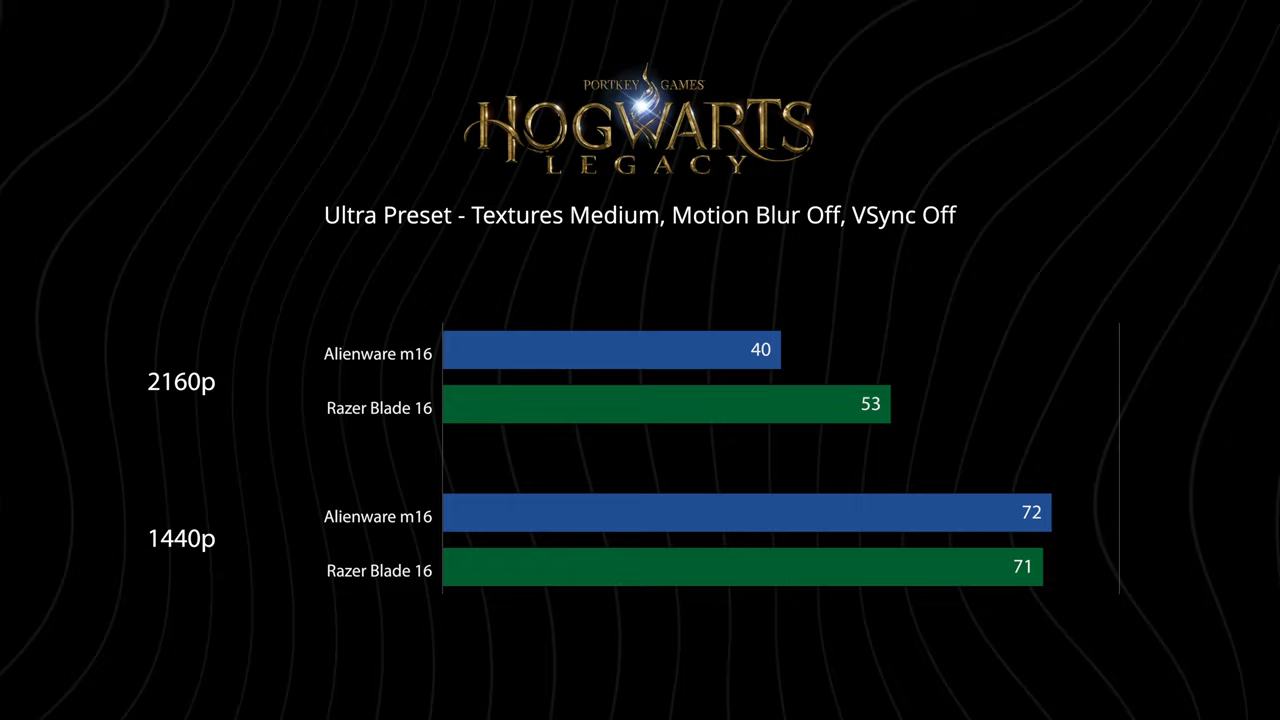 PORTKEY GAMES
HOGWARTS
LEGACY
Ultra Preset - Textures Medium, Motion Blur Off, VSync Off
2160p
Alienware m16
40
Razer Blade 16
53
1440p
Alienware m16
72
Razer Blade 16
71